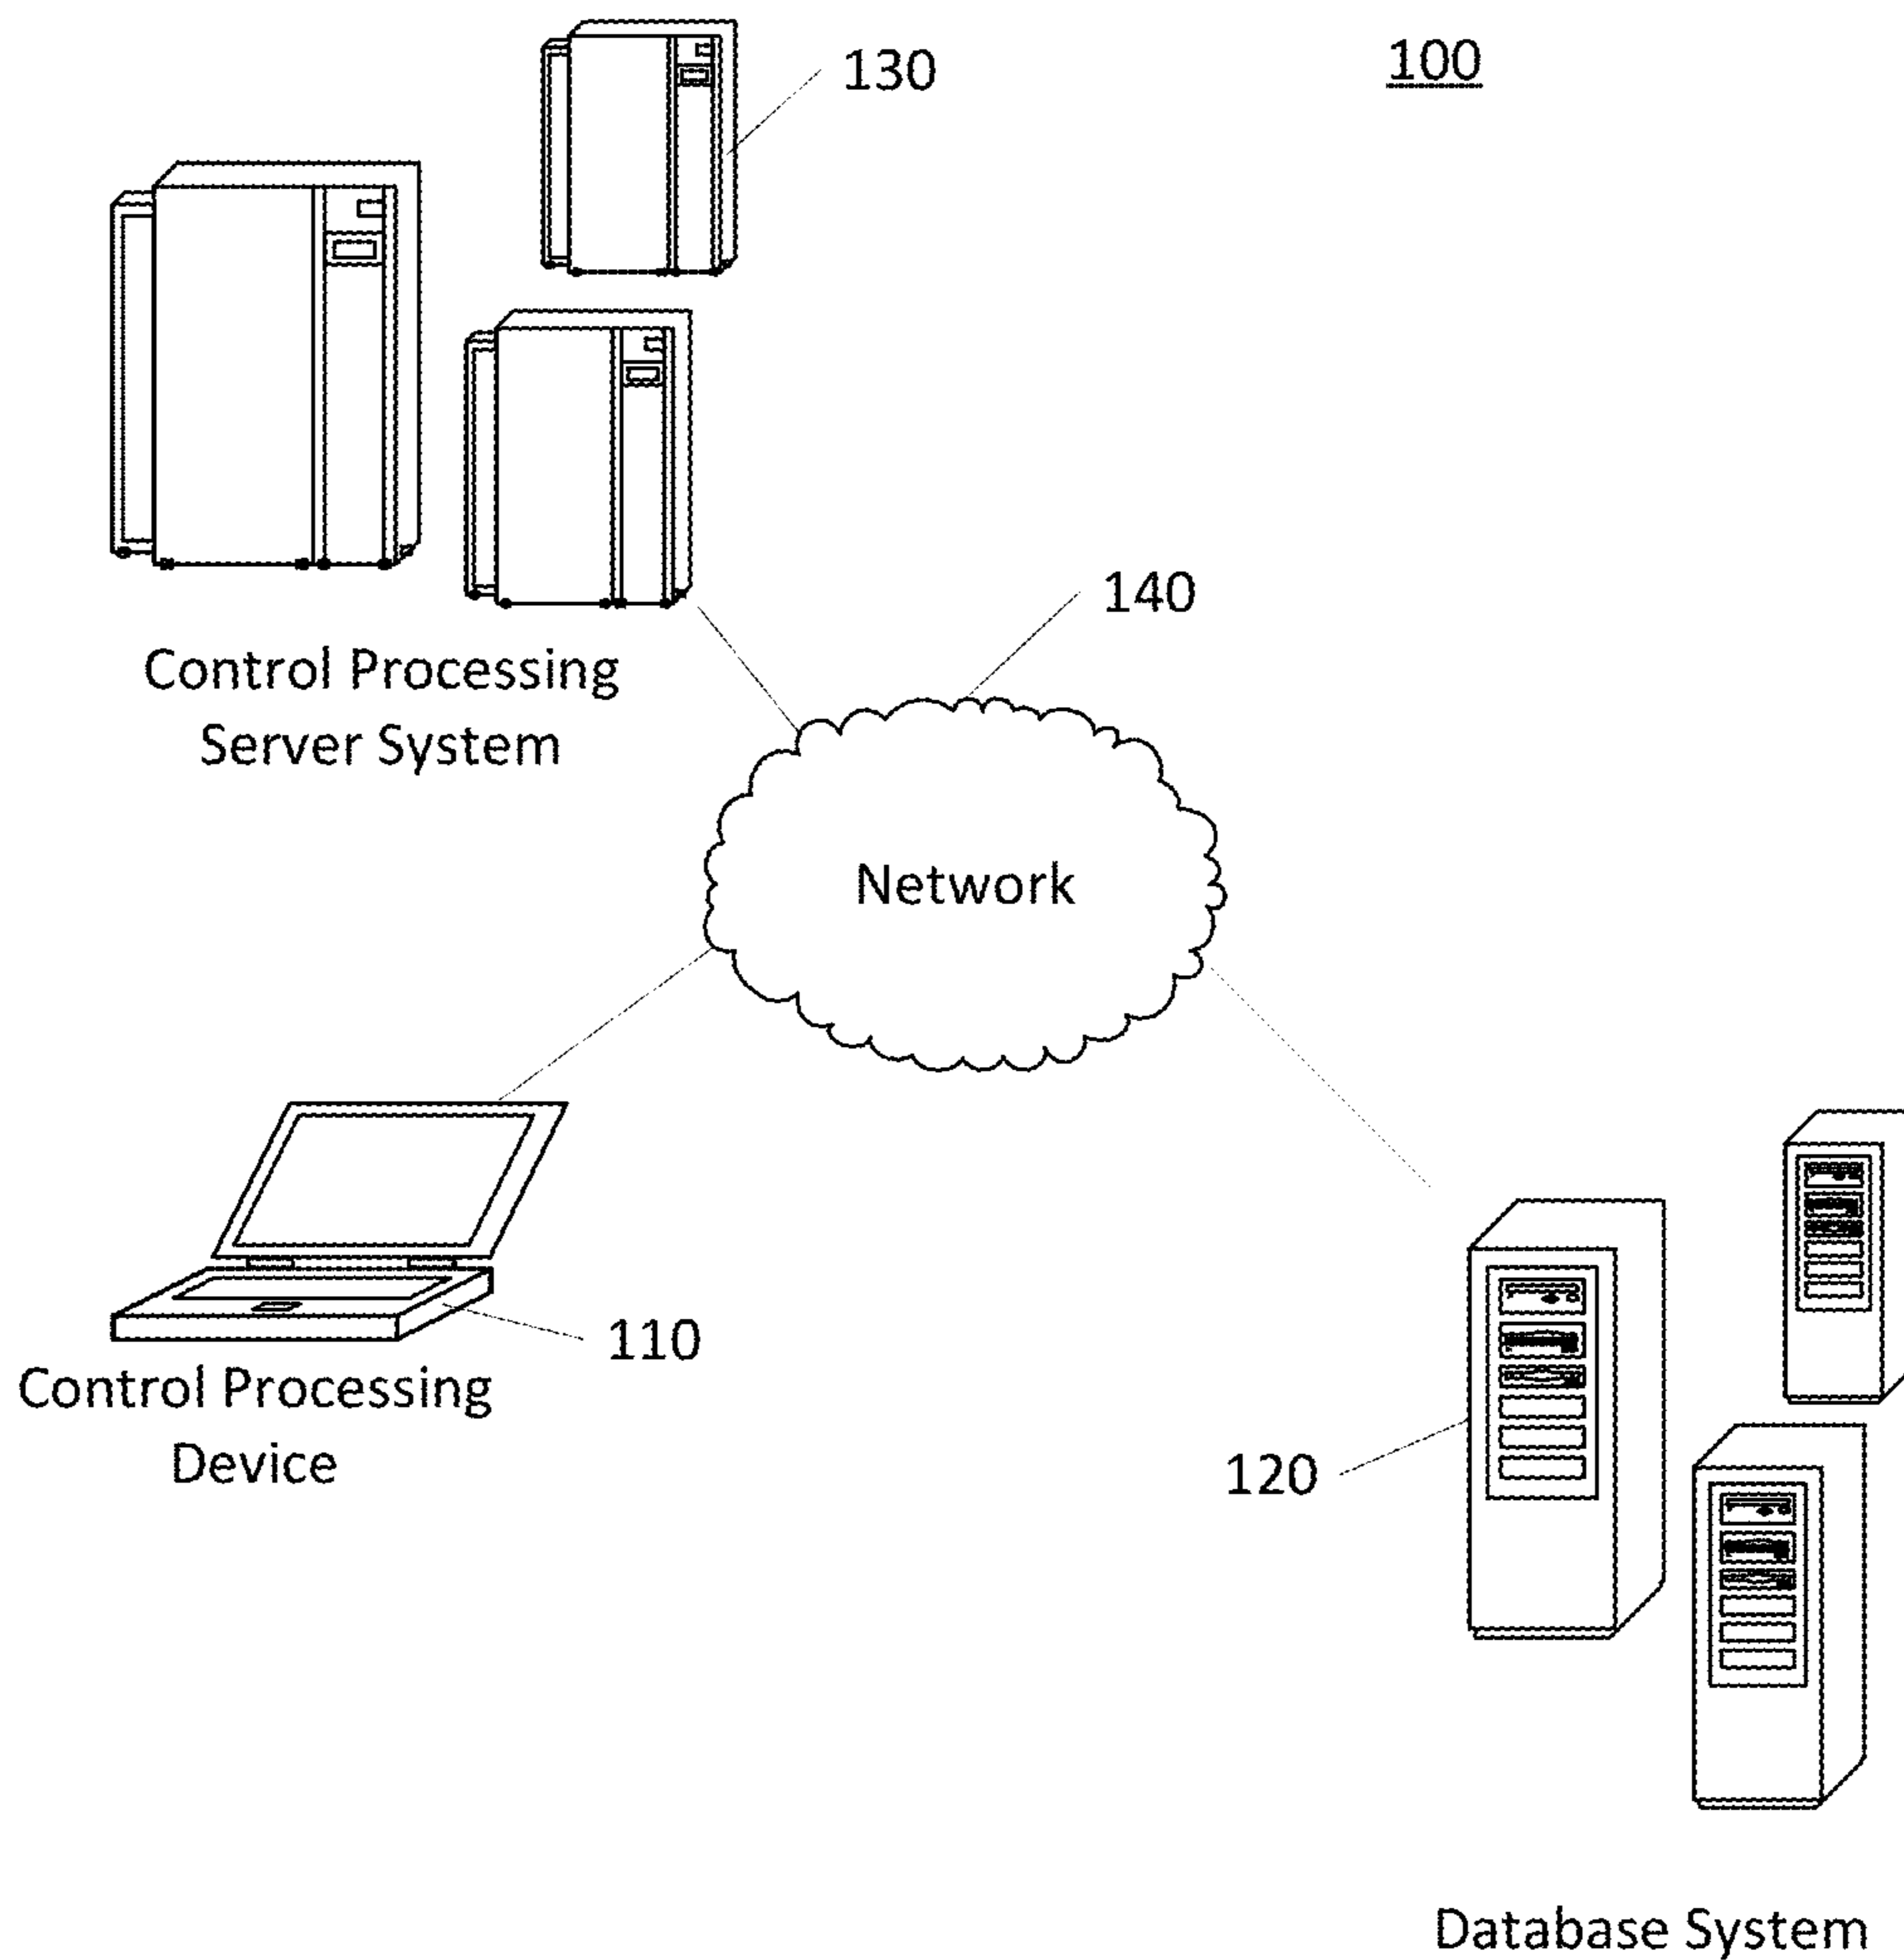 130
100
140
Control Processing
Server System
Network
110
Control Processing
Device
120
Database System